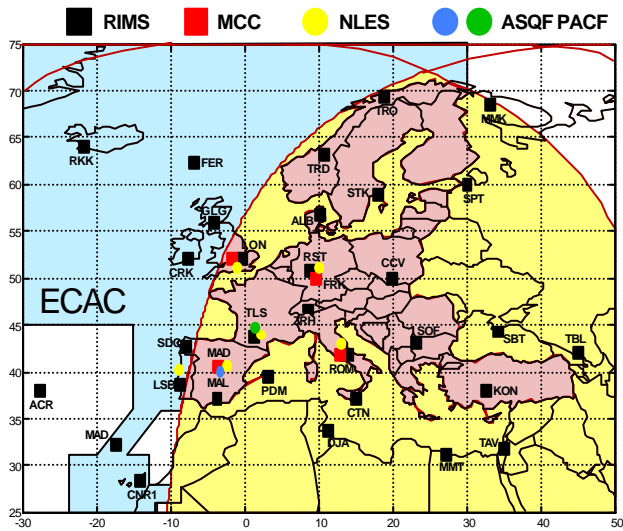 RIMS MCC NLES ASQF PACF
75
70
65
60
55
50
45
40
35
30
25
TRO
MMK
RKK
FER
TRD
STK
SPT
GLG
ALB
LON
CRK
RST
CCV
FRK
ECAC
TLS
ZRH
SDC
SOF
SBT
TBL
MAD
ROM
LSB
MAL
PDM
CTN
KON
ACR
MAD
DJA
MMT
TAV
CNR1
-30 -20 -10 0 10 20 30 40 50